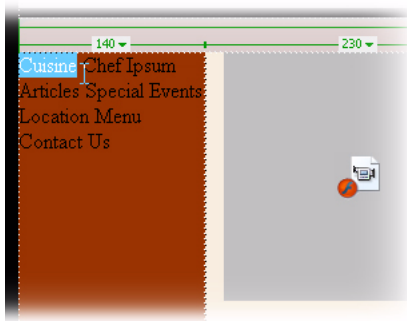 140 230
Cuisine Chef Ipsum
Articles Special Events
Location Menu
Contact Us